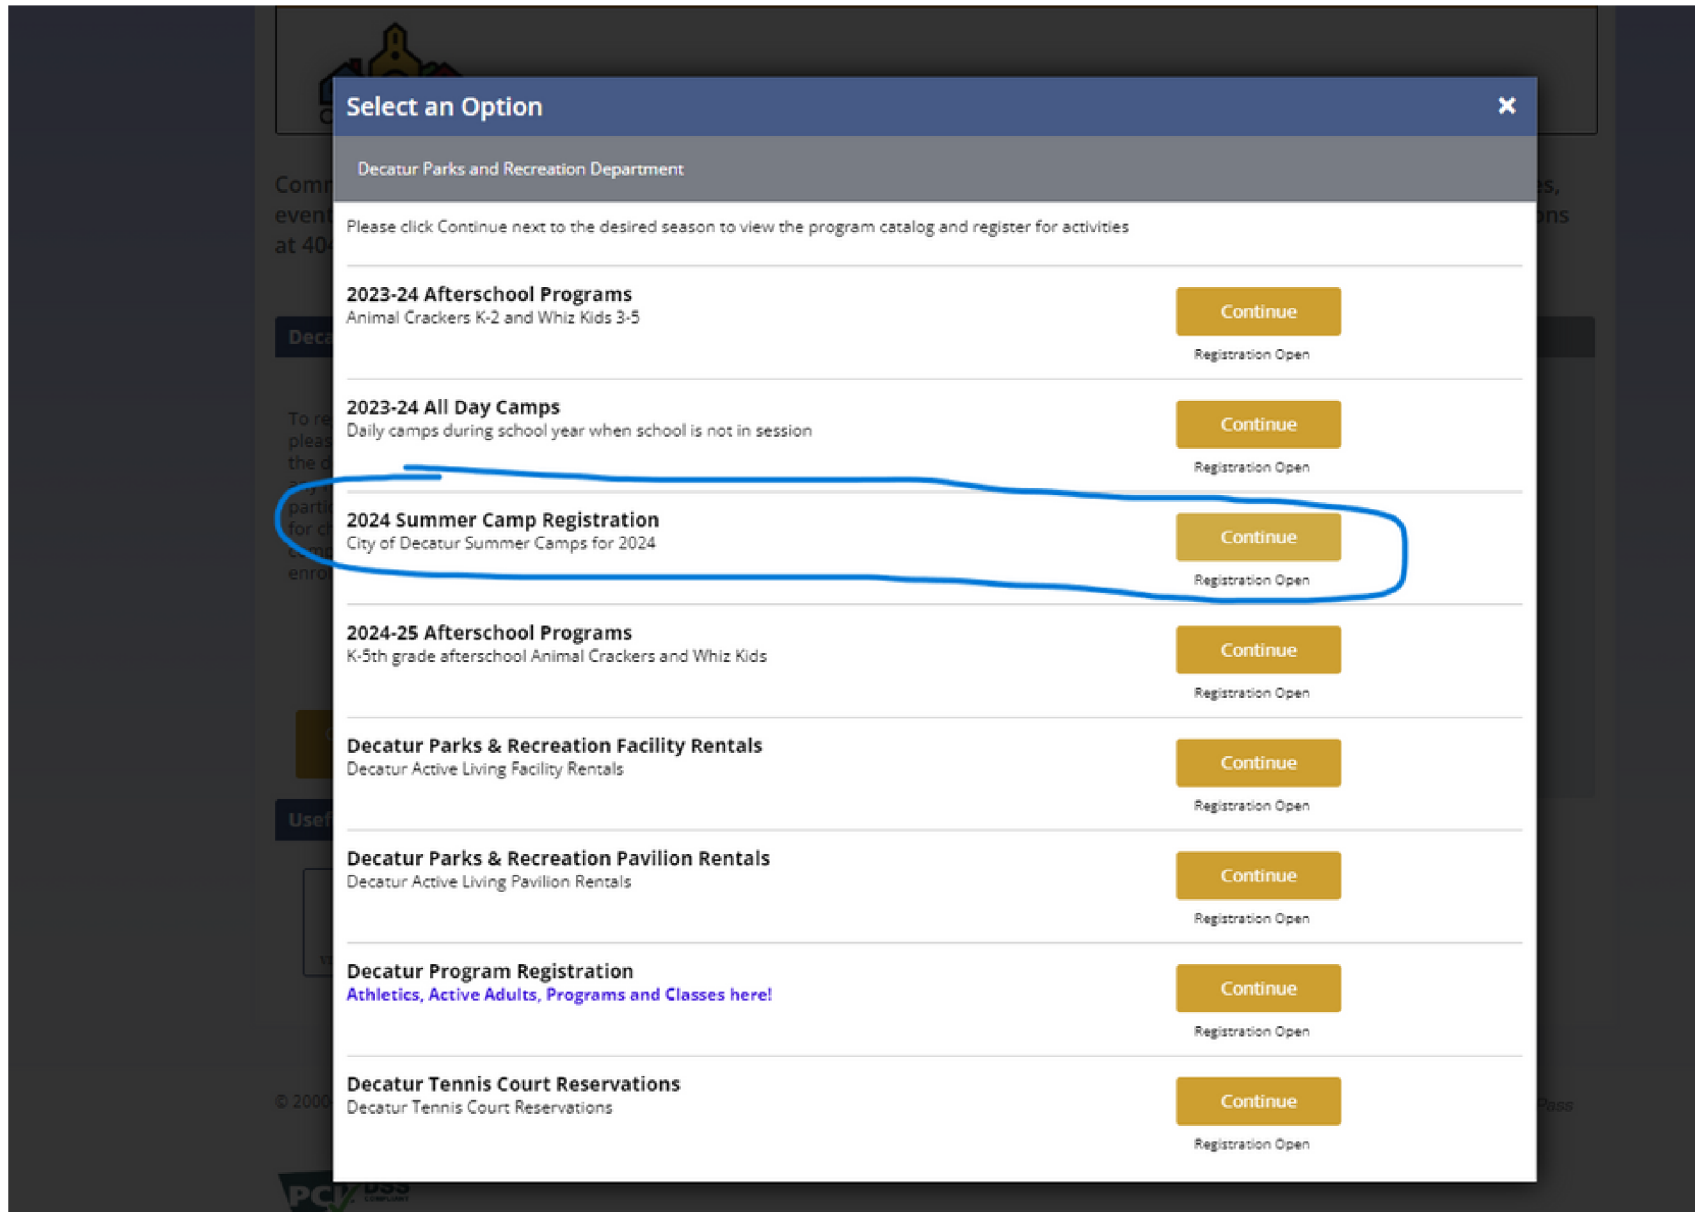 Select an Option
Decatur Parks and Recreation Department
Please click Continue next to the desired season to view the program catalog and register for activities
2023-24 Afterschool Programs
Animal Crackers K-2 and Whiz Kids 3-5
Continue
Registration Open
2023-24 All Day Camps
Daily camps during school year when school is not in session
Continue
Registration Open
2024 Summer Camp Registration
City of Decatur Summer Camps for 2024
Continue
Registration Open
2024-25 Afterschool Programs
K-5th grade afterschool Animal Crackers and Whiz Kids
Continue
Registration Open
Decatur Parks & Recreation Facility Rentals
Decatur Active Living Facility Rentals
Continue
Registration Open
Decatur Parks & Recreation Pavilion Rentals
Decatur Active Living Pavilion Rentals
Continue
Registration Open
Decatur Program Registration
Athletics, Active Adults, Programs and Classes here!
Continue
Registration Open
Decatur Tennis Court Reservations
Decatur Tennis Court Reservations
Continue
Registration Open
© 2000
Pass
PCI DSS
COMPLIANT